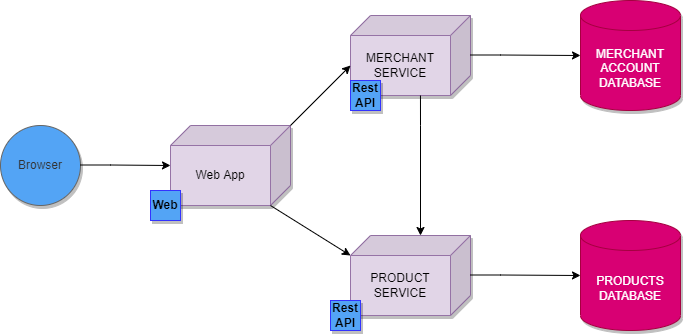 MERCHANT
SERVICE
Rest
API
MERCHANT
ACCOUNT
DATABASE
Browser
Web App
Web
PRODUCT
SERVICE
Rest
API
PRODUCTS
DATABASE